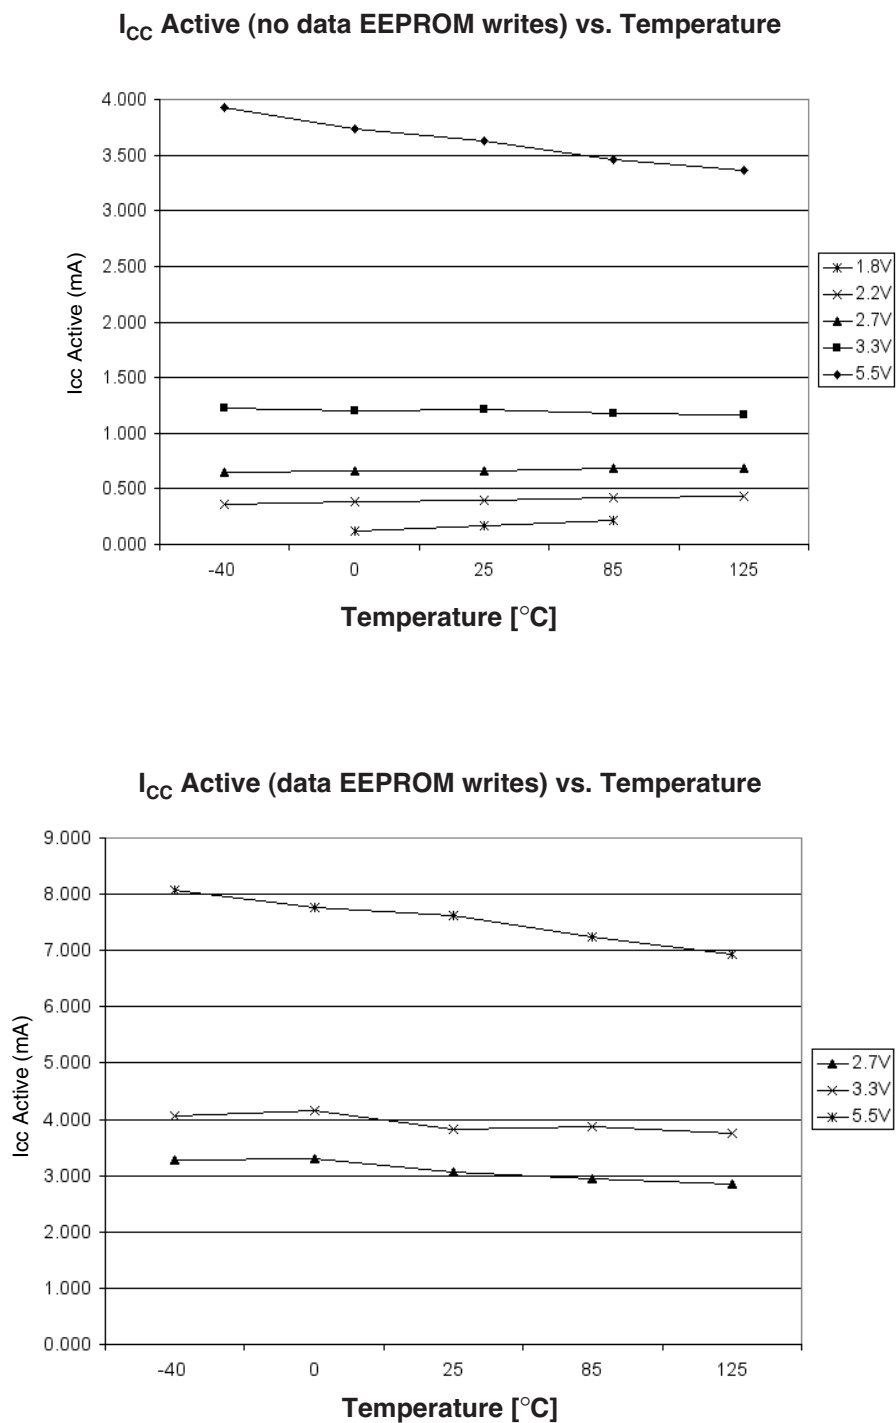 I_CC Active (no data EEPROM writes) vs. Temperature
4.000
3.500
3.000
2.500
2.000
1.500
1.000
0.500
0.000
Icc Active (mA)
-40 0 25 85 125
Temperature [°C]
1.8V
2.2V
2.7V
3.3V
5.5V
I_CC Active (data EEPROM writes) vs. Temperature
9.000
8.000
7.000
6.000
5.000
4.000
3.000
2.000
1.000
0.000
Icc Active (mA)
-40 0 25 85 125
Temperature [°C]
2.7V
3.3V
5.5V